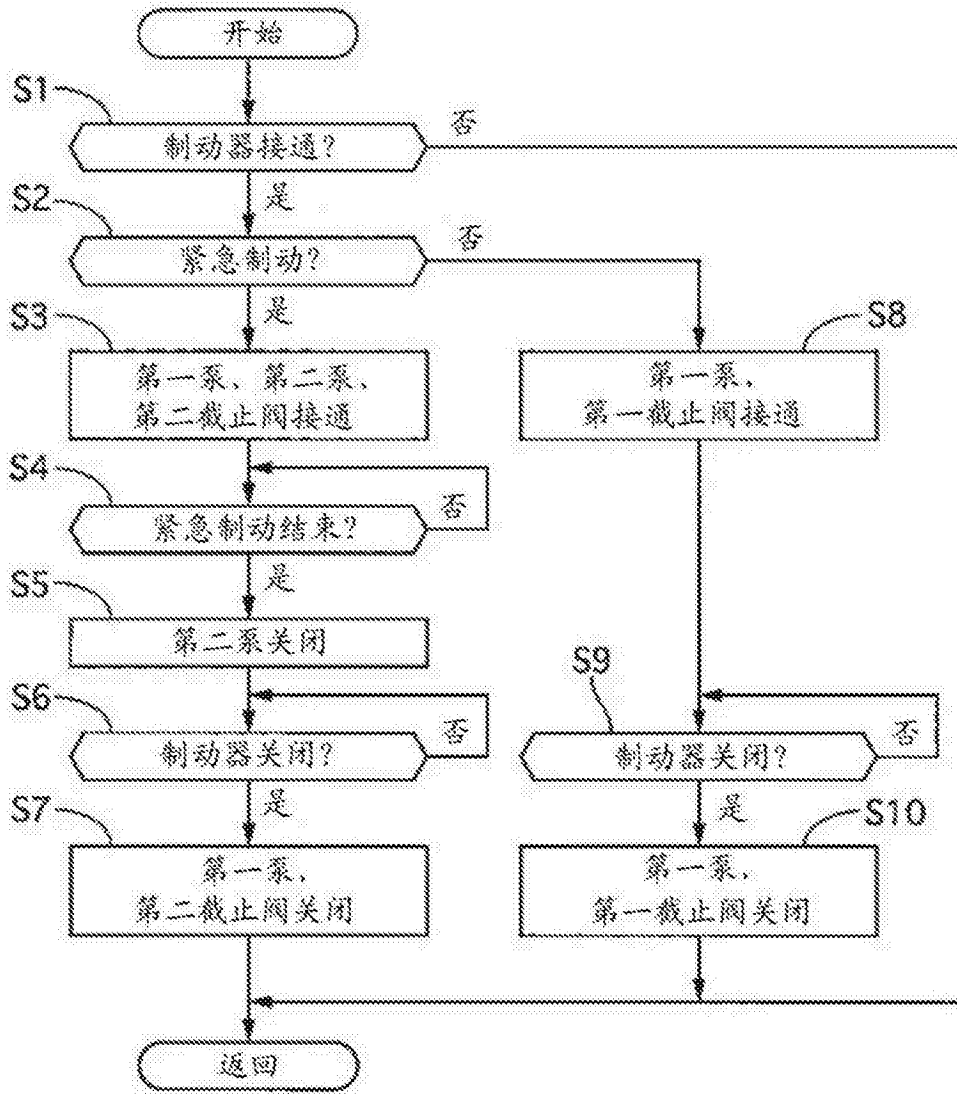 开始
S1
制动器接通?
否
是
S2
紧急制动?
否
是
S3
第一泵、第二泵、
第二截止阀接通
S8
第一泵、
第一截止阀接通
S4
紧急制动结束?
否
是
S5
第二泵关闭
S6
制动器关闭?
否
是
S9
制动器关闭?
否
是
S7
第一泵、
第二截止阀关闭
S10
第一泵、
第一截止阀关闭
返回